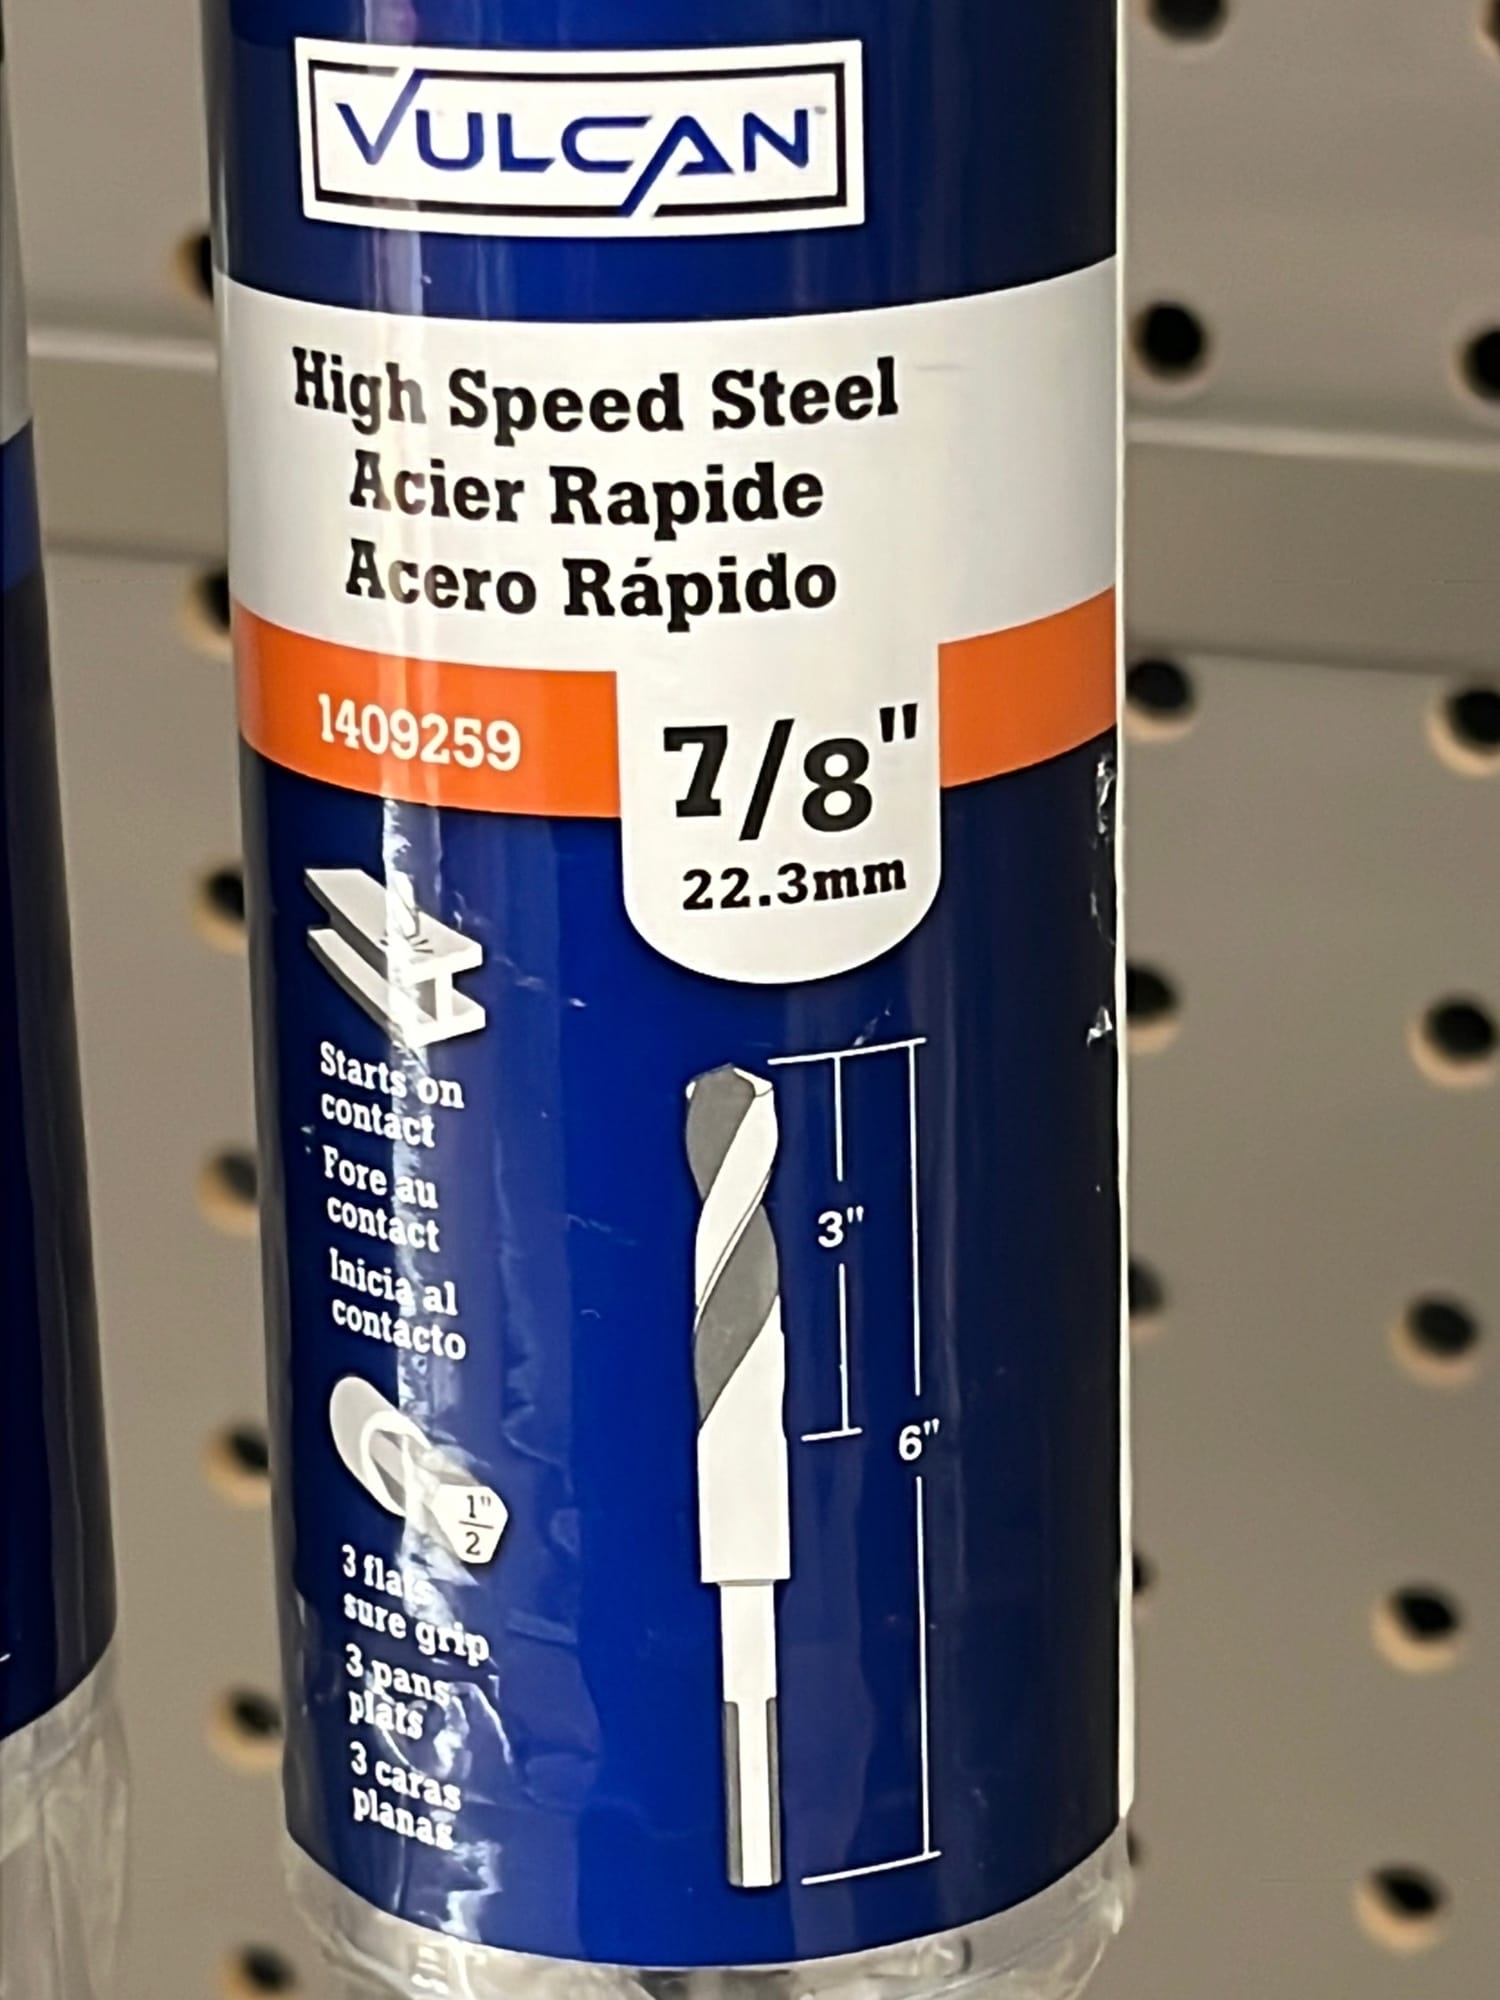 VULCAN
High Speed Steel
Acier Rapide
Acero Rápido
1409259
7/8"
22.3mm
Starts on
contact
Fore au
contact
Inicia al
contacto
3"
6"
1"
2
3 flats
sure grip
3 pans
plats
3 caras
planas